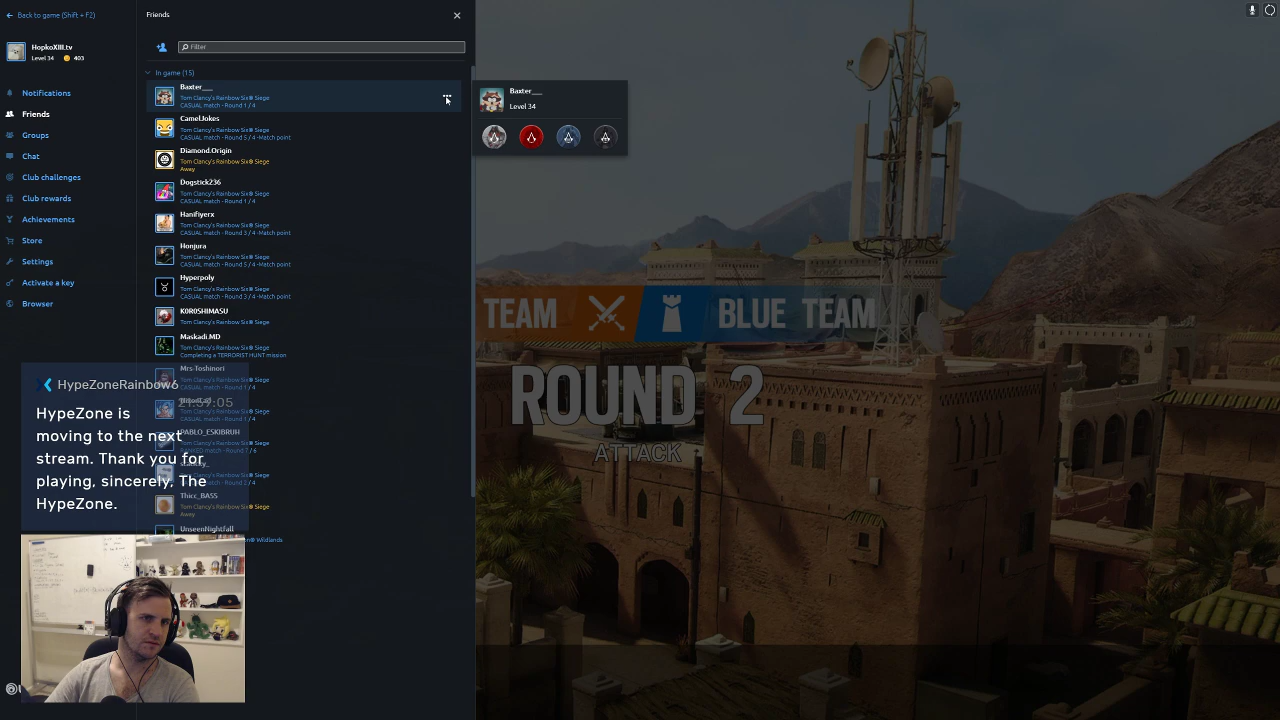 Back to game (Shift + F2)
HopkoXIII.tv
Level 34 403
Notifications
Friends
Groups
Chat
Club challenges
Club rewards
Achievements
Store
Settings
Activate a key
Browser
Friends
Filter
In game (15)
Baxter___
Tom Clancy's Rainbow Six® Siege
CASUAL match - Round 1 / 4
CamelJokes
Tom Clancy's Rainbow Six® Siege
CASUAL match - Round 5 / 4 -Match point
Diamond.Origin
Tom Clancy's Rainbow Six® Siege
Away
Dogstick236
Tom Clancy's Rainbow Six® Siege
CASUAL match - Round 1 / 4
Hanifiyerx
Tom Clancy's Rainbow Six® Siege
CASUAL match - Round 3 / 4 -Match point
Honjura
Tom Clancy's Rainbow Six® Siege
CASUAL match - Round 5 / 4 -Match point
Hyperpoly
Tom Clancy's Rainbow Six® Siege
CASUAL match - Round 3 / 4 -Match point
K0R0SHIMASU
Tom Clancy's Rainbow Six® Siege
Maskadi.MD
Tom Clancy's Rainbow Six® Siege
Completing a TERRORIST HUNT mission
Mrs-Toshinori
PABLO_ESKIBRUH
Thicc_BASS
Tom Clancy's Rainbow Six® Siege
Away
UnseenNightfall
Wildlands
HypeZoneRainbow6
HypeZone is
moving to the next
stream. Thank you for
playing, sincerely, The
HypeZone.
Baxter___
Level 34
TEAM
BLUE TEAM
ROUND 2
ATTACK